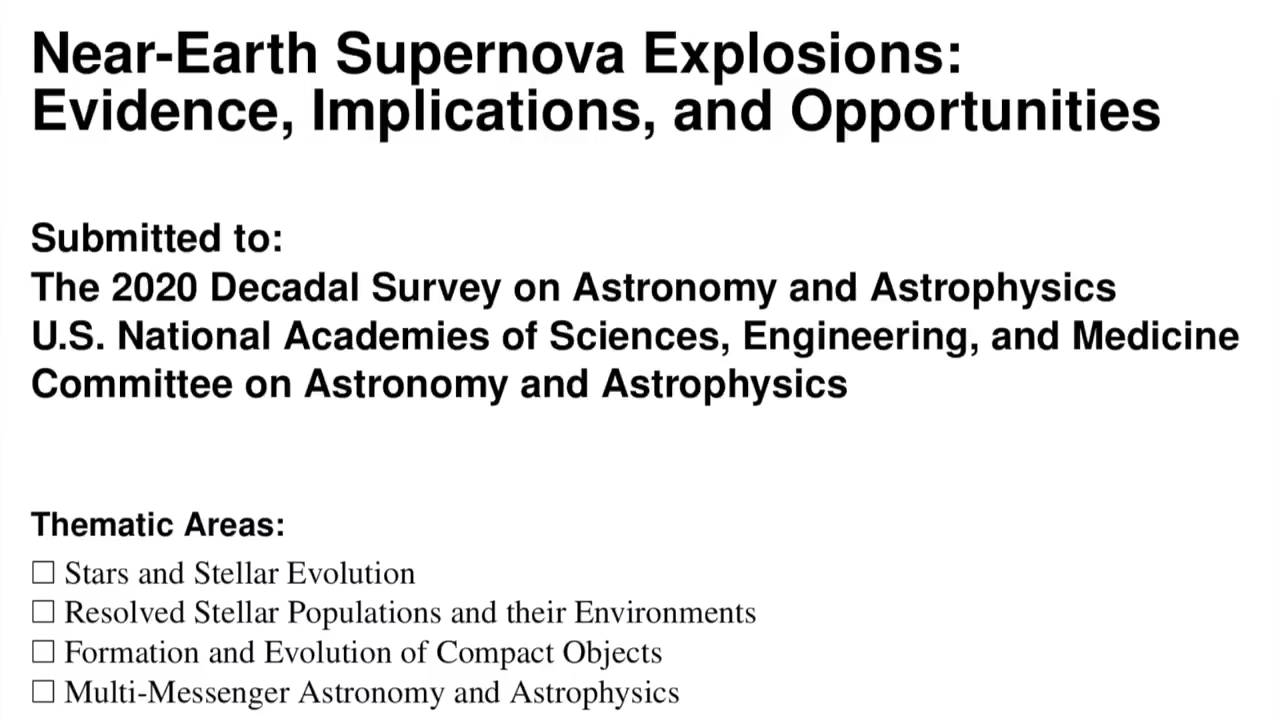 Near-Earth Supernova Explosions:
Evidence, Implications, and Opportunities
Submitted to:
The 2020 Decadal Survey on Astronomy and Astrophysics
U.S. National Academies of Sciences, Engineering, and Medicine
Committee on Astronomy and Astrophysics
Thematic Areas:
☐ Stars and Stellar Evolution
☐ Resolved Stellar Populations and their Environments
☐ Formation and Evolution of Compact Objects
☐ Multi-Messenger Astronomy and Astrophysics